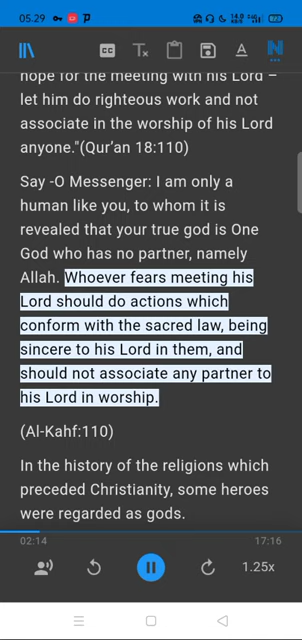 05.29
hope for the meeting with his Lord –
let him do righteous work and not
associate in the worship of his Lord
anyone."(Qur'an 18:110)
Say -O Messenger: I am only a
human like you, to whom it is
revealed that your true god is One
God who has no partner, namely
Allah. Whoever fears meeting his
Lord should do actions which
conform with the sacred law, being
sincere to his Lord in them, and
should not associate any partner to
his Lord in worship.
(Al-Kahf:110)
In the history of the religions which
preceded Christianity, some heroes
were regarded as gods.
02:14 17:16
1.25x